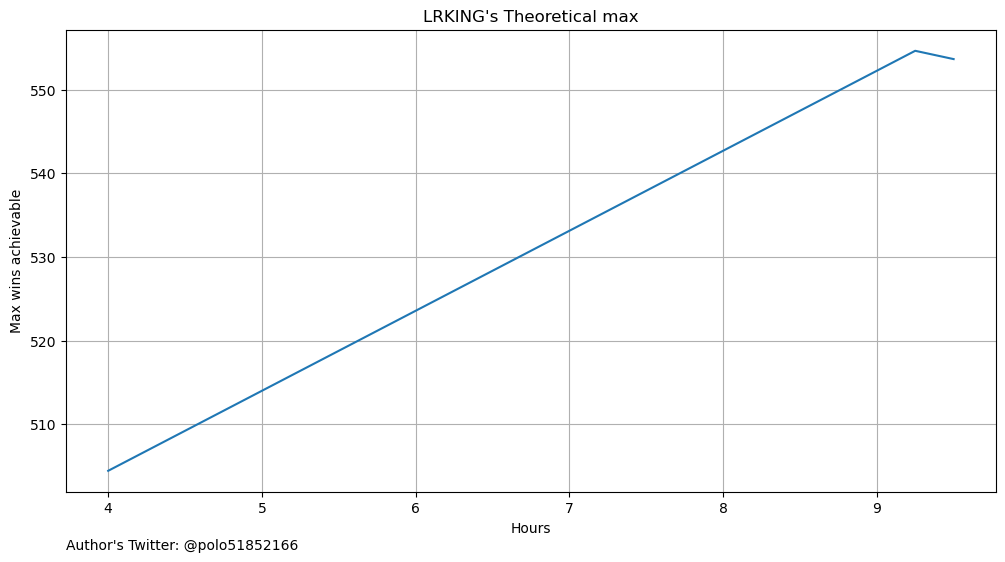 LRKING's Theoretical max
Max wins achievable
550
540
530
520
510
4 5 6 7 8 9
Hours
Author's Twitter: @polo51852166